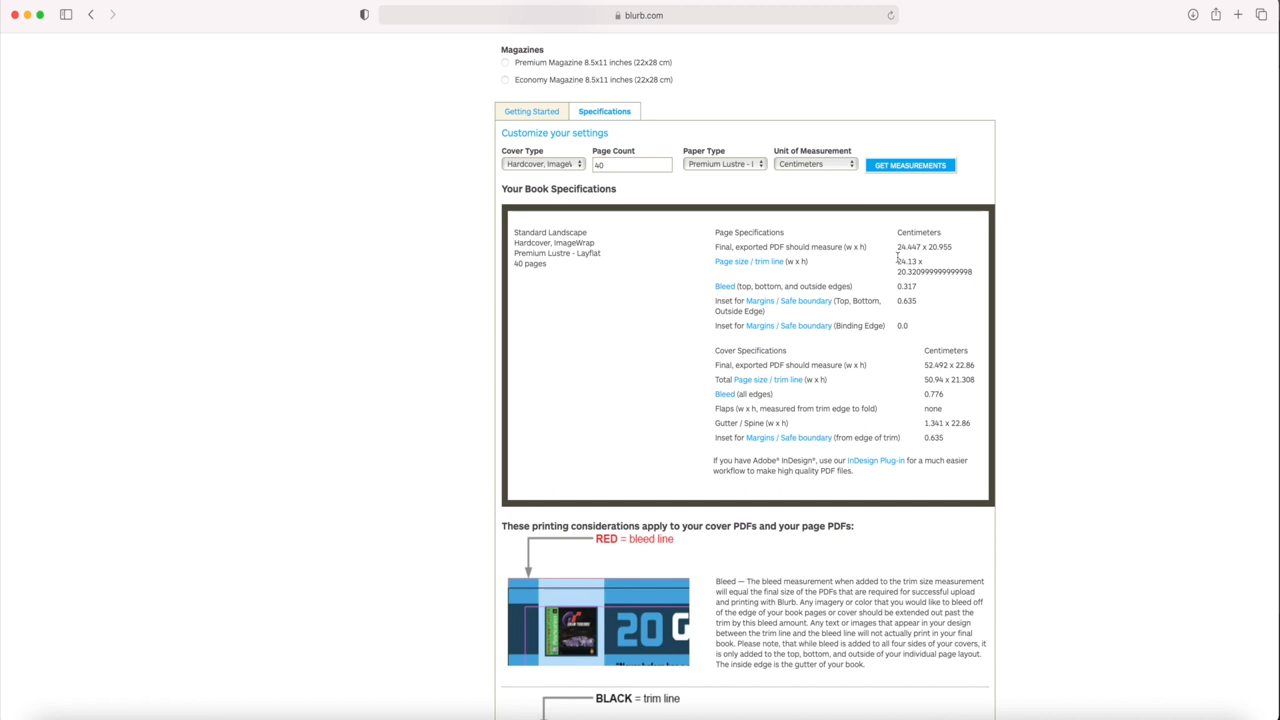 blurb.com
Magazines
Premium Magazine 8.5x11 inches (22x28 cm)
Economy Magazine 8.5x11 inches (22x28 cm)
Getting Started
Specifications
Customize your settings
Cover Type
Page Count
Paper Type
Unit of Measurement
Hardcover, ImageW
40
Premium Lustre - l
Centimeters
GET MEASUREMENTS
Your Book Specifications
Standard Landscape
Hardcover, ImageWrap
Premium Lustre - Layflat
40 pages
Page Specifications Centimeters
Final, exported PDF should measure (w x h) 24.447 x 20.955
Page size / trim line (w x h) 24.13 x
20.320999999999998
Bleed (top, bottom, and outside edges) 0.317
Inset for Margins / Safe boundary (Top, Bottom, 0.635
Outside Edge)
Inset for Margins / Safe boundary (Binding Edge) 0.0
Cover Specifications Centimeters
Final, exported PDF should measure (w x h) 52.492 x 22.86
Total Page size / trim line (w x h) 50.94 x 21.308
Bleed (all edges) 0.776
Flaps (w x h, measured from trim edge to fold) none
Gutter / Spine (w x h) 1.341 x 22.86
Inset for Margins / Safe boundary (from edge of trim) 0.635
If you have Adobe® InDesign®, use our InDesign Plug-in for a much easier
workflow to make high quality PDF files.
These printing considerations apply to your cover PDFs and your page PDFs:
RED = bleed line
20 G
Bleed — The bleed measurement when added to the trim size measurement
will equal the final size of the PDFs that are required for successful upload
and printing with Blurb. Any imagery or color that you would like to bleed off
of the edge of your book pages or cover should be extended out past the
trim by this bleed amount. Any text or images that appear in your design
between the trim line and the bleed line will not actually print in your final
book. Please note, that while bleed is added to all four sides of your covers, it
is only added to the top, bottom, and outside of your individual page layout.
The inside edge is the gutter of your book.
BLACK = trim line